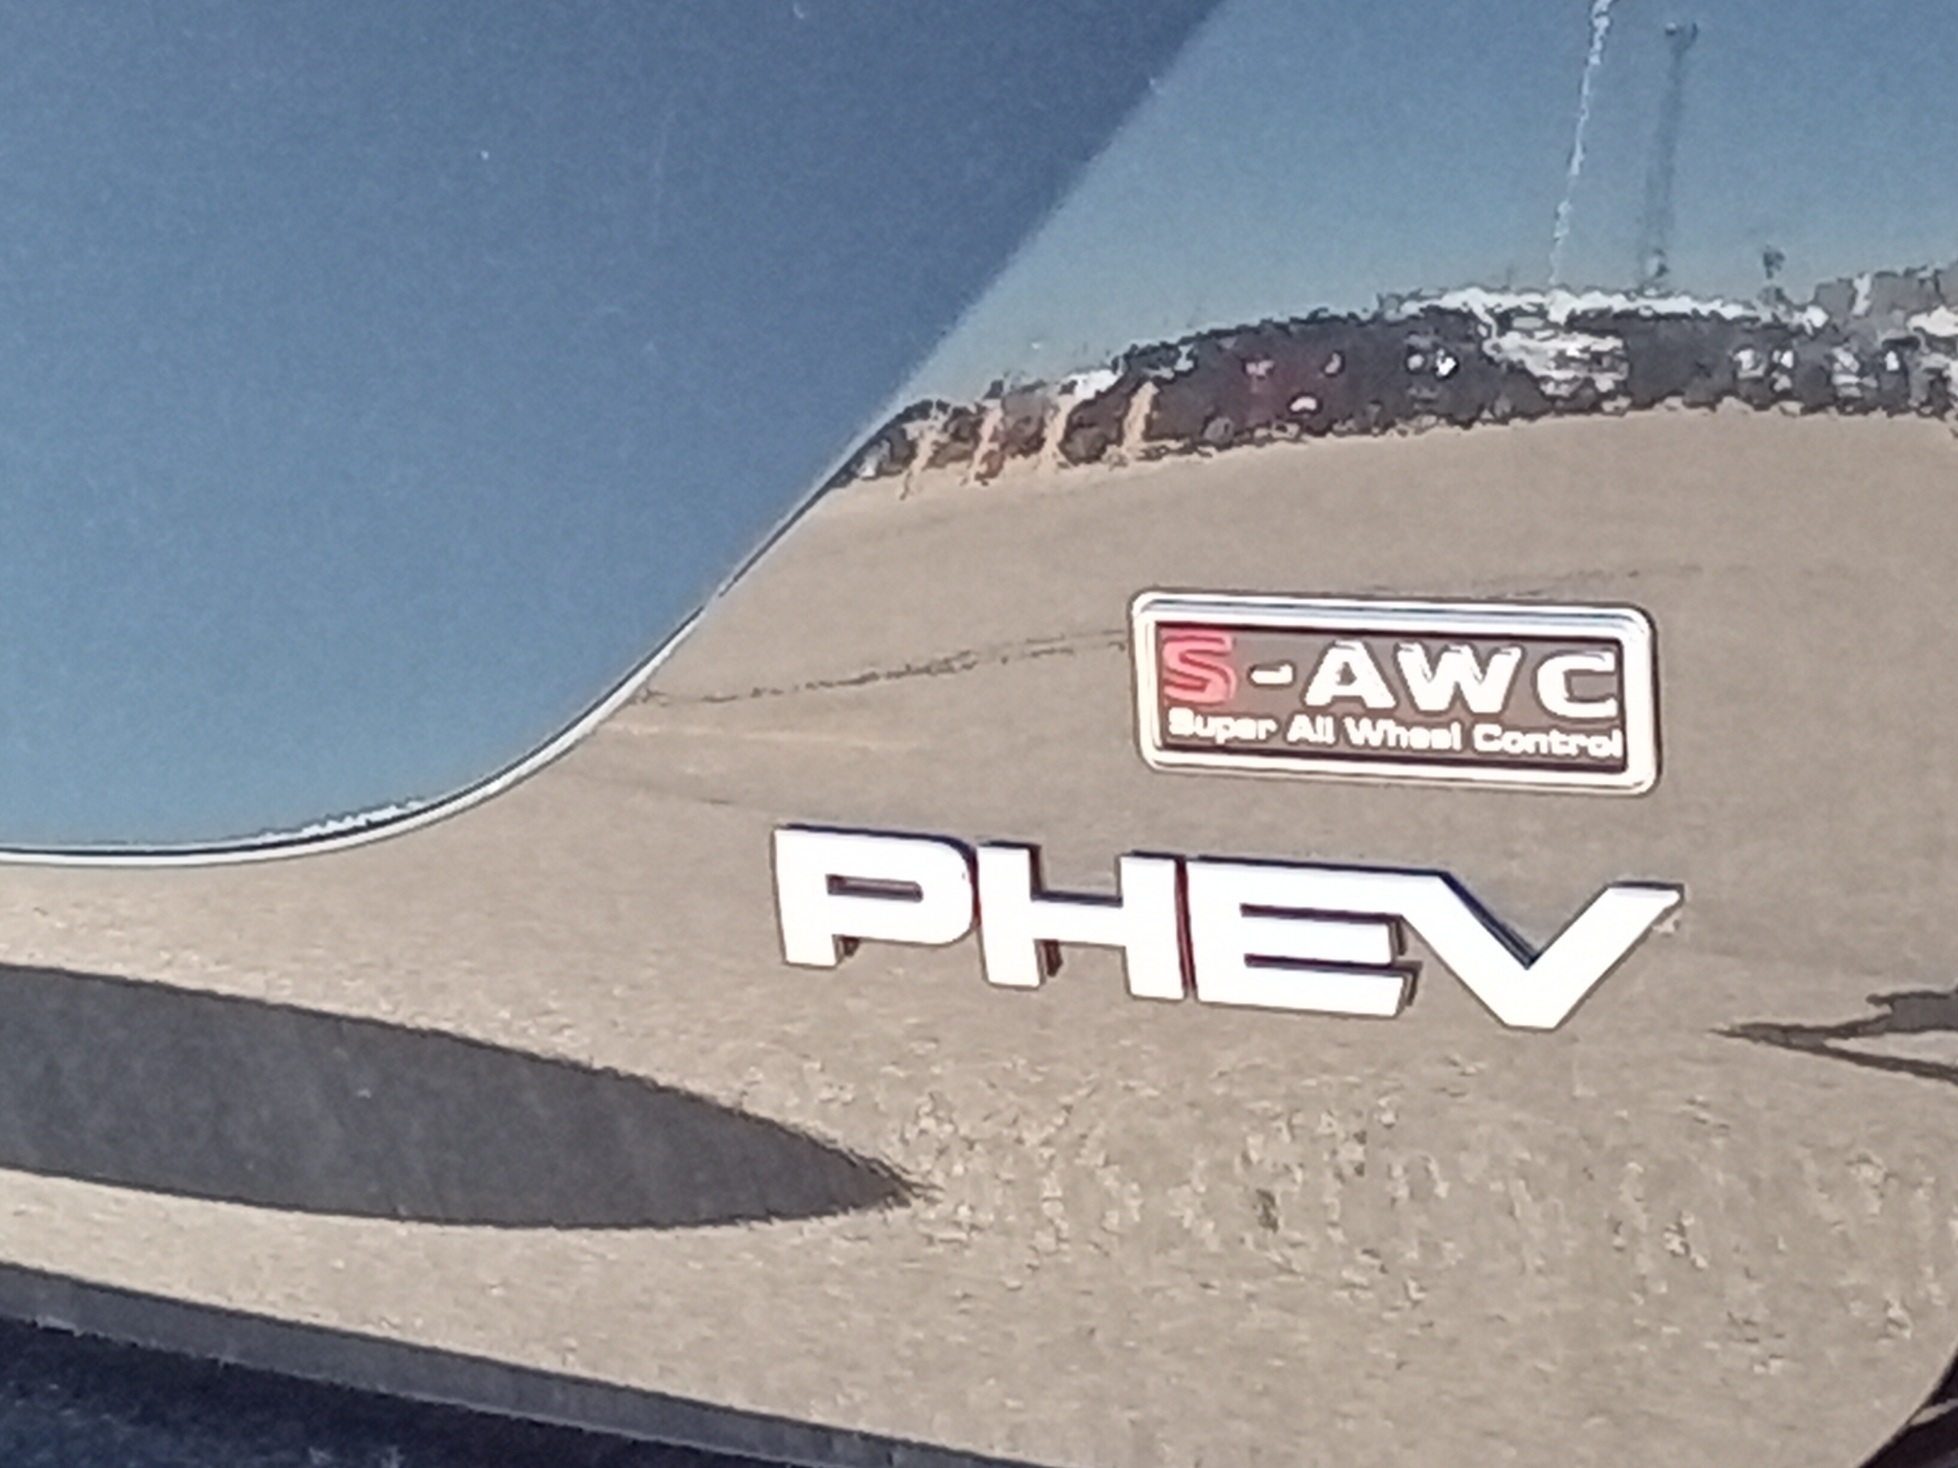 S-AWC
Super All Wheel Control
PHEV